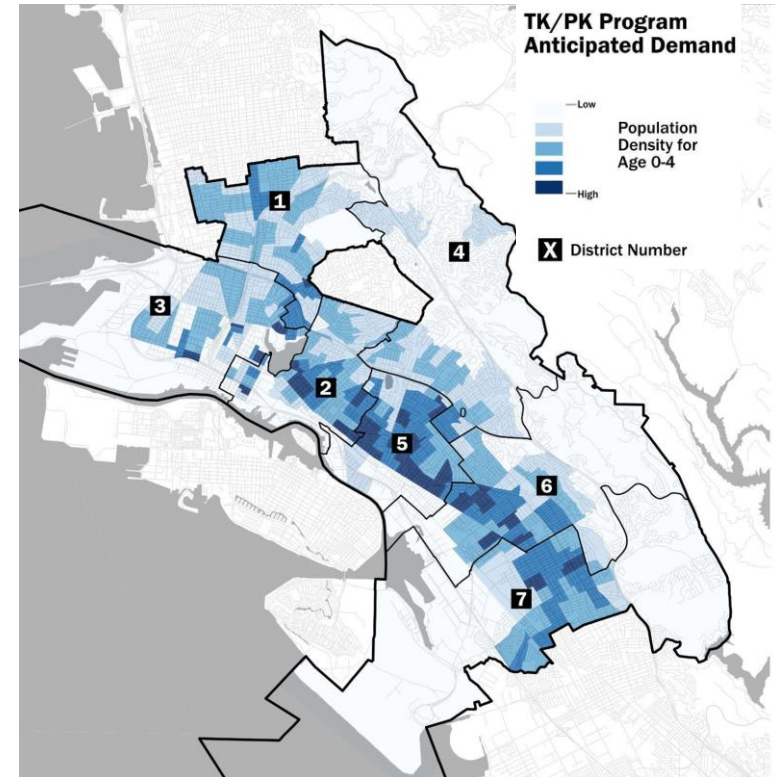 TK/PK Program
Anticipated Demand
Low
Population
Density for
Age 0-4
High
X District Number
1
4
3
2
0
5
6
7